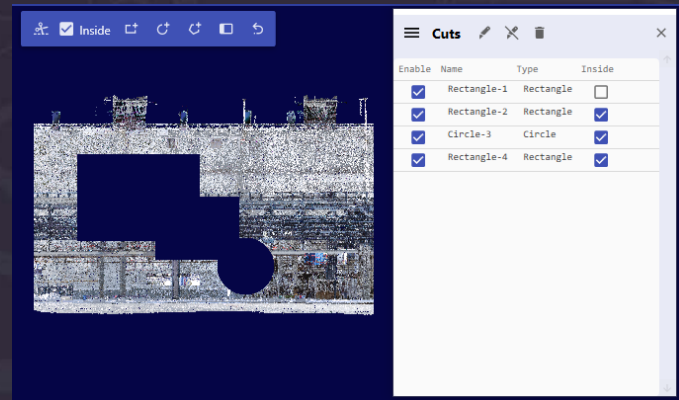 Inside
Cuts
Enable Name Type Inside
Rectangle-1 Rectangle
Rectangle-2 Rectangle
Circle-3 Circle
Rectangle-4 Rectangle